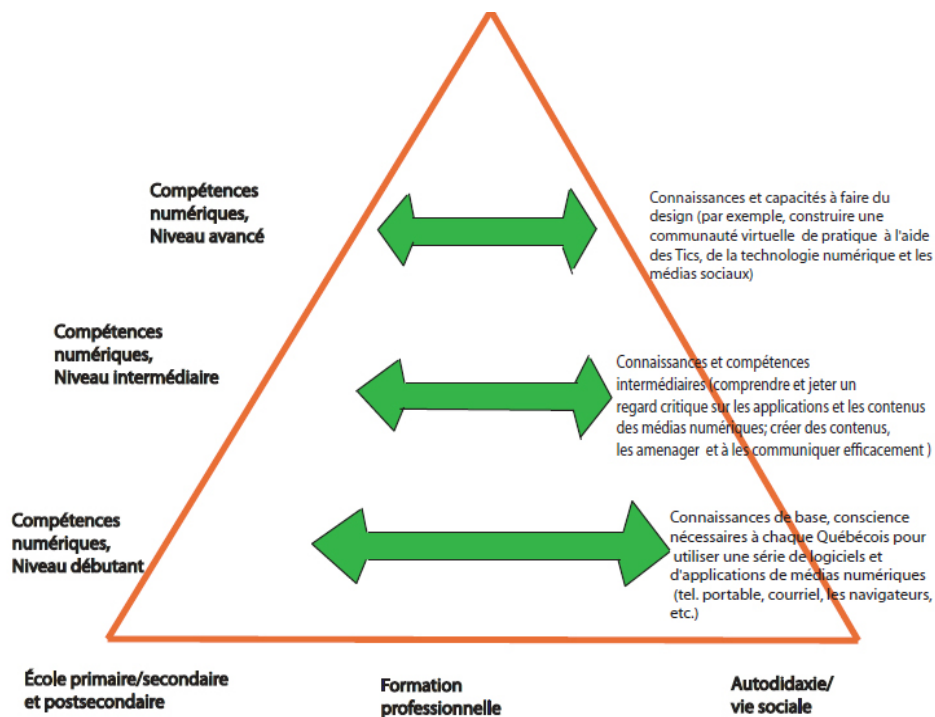 Compétences
numériques,
Niveau avancé
Connaissances et capacités à faire du
design (par exemple, construire une
communauté virtuelle de pratique à l'aide
des Tics, de la technologie numérique et les
médias sociaux)
Compétences
numériques,
Niveau intermédiaire
Connaissances et compétences
intermédiaires (comprendre et jeter un
regard critique sur les applications et les contenus
des médias numériques; créer des contenus,
les amenager et à les communiquer efficacement )
Compétences
numériques,
Niveau débutant
Connaissances de base, conscience
nécessaires à chaque Québécois pour
utiliser une série de logiciels et
d'applications de médias numériques
(tel. portable, courriel, les navigateurs,
etc.)
École primaire/secondaire
et postsecondaire
Formation
professionnelle
Autodidaxie/
vie sociale